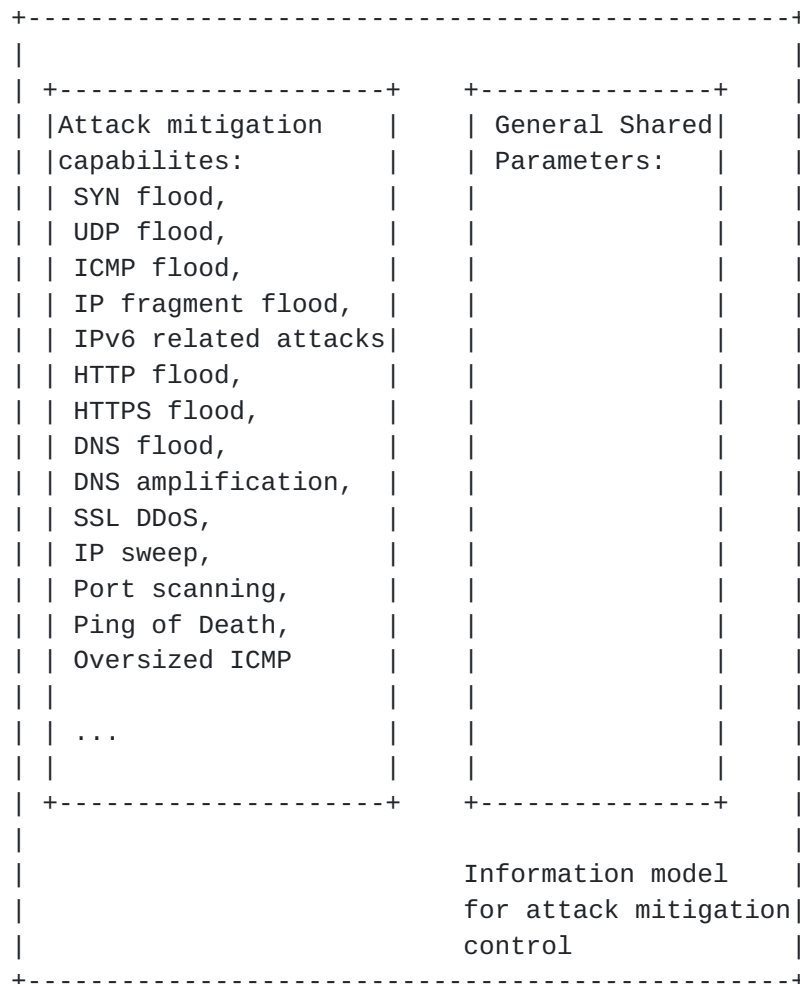 Attack mitigation
capabilites:
SYN flood,
UDP flood,
ICMP flood,
IP fragment flood,
IPv6 related attacks
HTTP flood,
HTTPS flood,
DNS flood,
DNS amplification,
SSL DDoS,
IP sweep,
Port scanning,
Ping of Death,
Oversized ICMP
...
General Shared
Parameters:
Information model
for attack mitigation
control